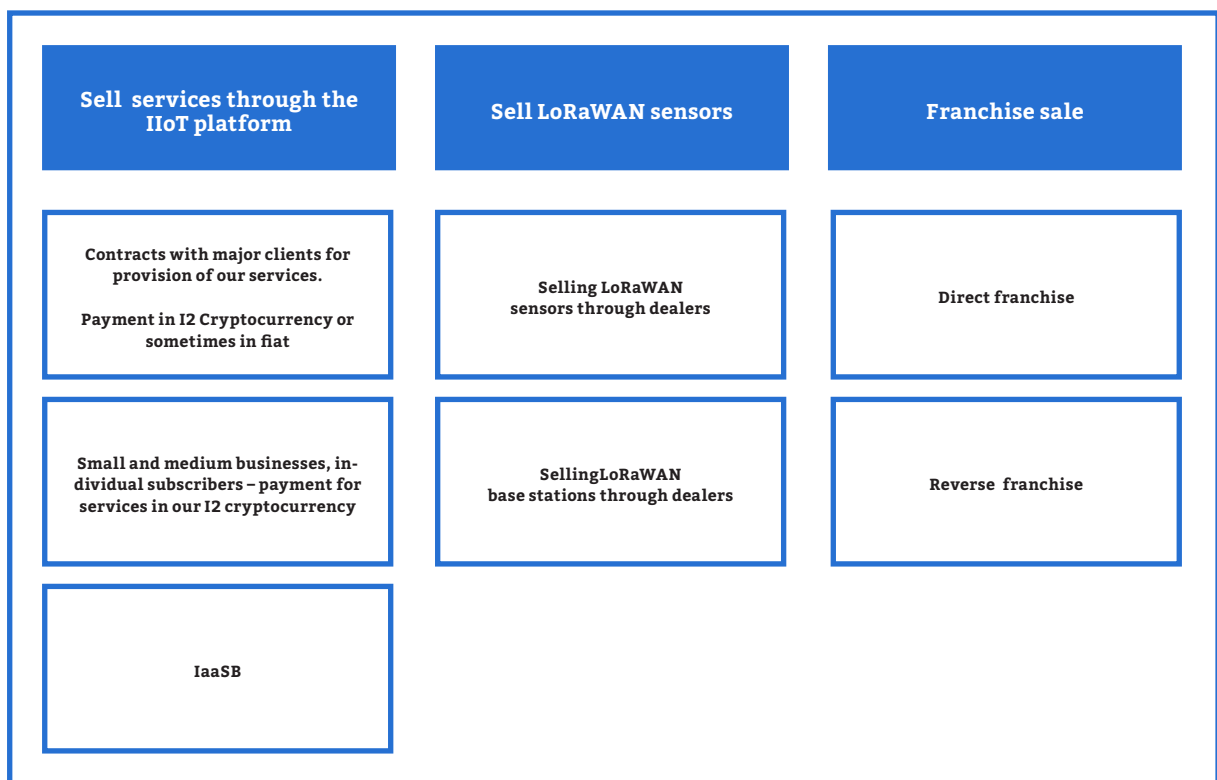 Sell services through the
IIoT platform
Sell LoRaWAN sensors
Franchise sale
Contracts with major clients for
provision of our services.
Payment in I2 Cryptocurrency or
sometimes in fiat
Selling LoRaWAN
sensors through dealers
Direct franchise
Small and medium businesses, in-
dividual subscribers – payment for
services in our I2 cryptocurrency
SellingLoRaWAN
base stations through dealers
Reverse franchise
IaaSB